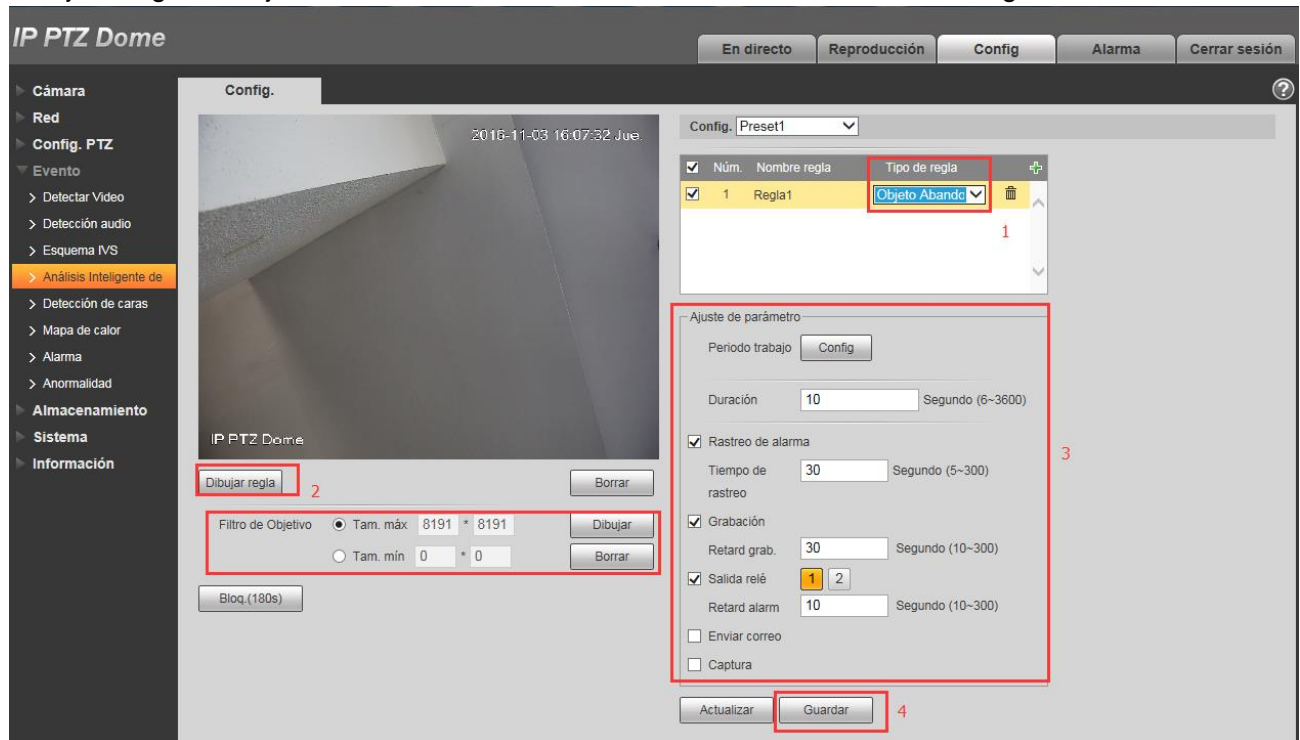 IP PTZ Dome
En directo Reproducción Config Alarma Cerrar sesión
Cámara
Red
Config. PTZ
Evento
Detectar Video
Detección audio
Esquema IVS
Análisis Inteligente de
Detección de caras
Mapa de calor
Alarma
Anormalidad
Almacenamiento
Sistema
Información
Config.
2016-11-03 16:07:32 Jue.
IP PTZ Dome
Dibujar regla 2 Borrar
Filtro de Objetivo Tam. máx 8191 * 8191 Dibujar
Tam. mín 0 * 0 Borrar
Bloq.(180s)
Config. Preset1
Núm. Nombre regla Tipo de regla
1 Regla1 Objeto Abando
1
Ajuste de parámetro
Periodo trabajo Config
Duración 10 Segundo (6~3600)
Rastreo de alarma
3
Tiempo de 30 Segundo (5~300)
rastreo
Grabación
Retard grab. 30 Segundo (10~300)
Salida relé 1 2
Retard alarm 10 Segundo (10~300)
Enviar correo
Captura
Actualizar Guardar 4